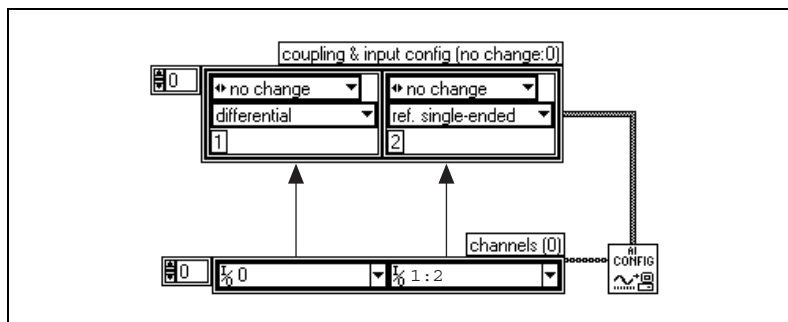 coupling & input config (no change:0)
0
no change
no change
differential
ref. single-ended
1
2
channels (0)
0
I/O 0
I/O 1:2
AI
CONFIG